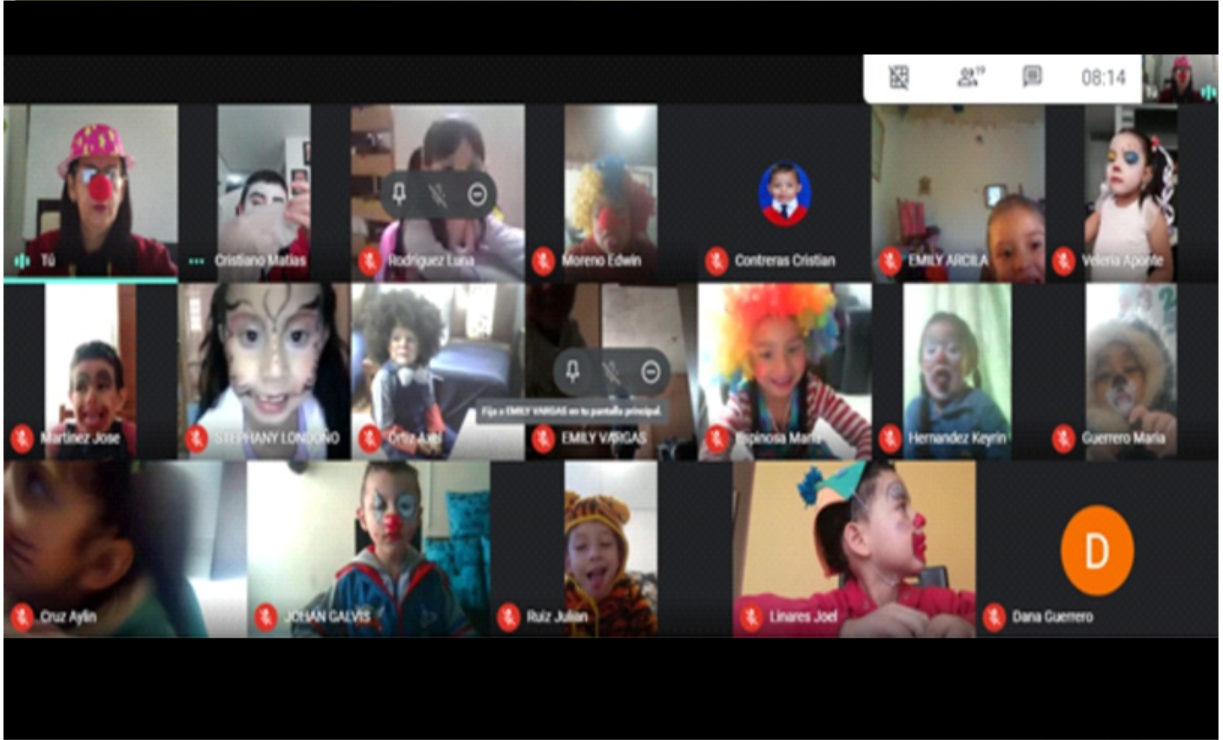 19
08:14
Tú
Tú
Cristiano Matias
Rodriguez Luna
Moreno Edwin
Contreras Cristian
EMILY ARCILA
Veleria Aponte
Martinez Jose
STEPHANY LONDOÑO
Ortiz Axel
Fija a EMILY VARGAS en tu pantalla principal.
EMILY VARGAS
Espinosa Maria
Hernandez Keyrin
Guerrero Maria
Cruz Aylin
JOHAN GALVIS
Ruiz Julian
Linares Joel
D
Dana Guerrero